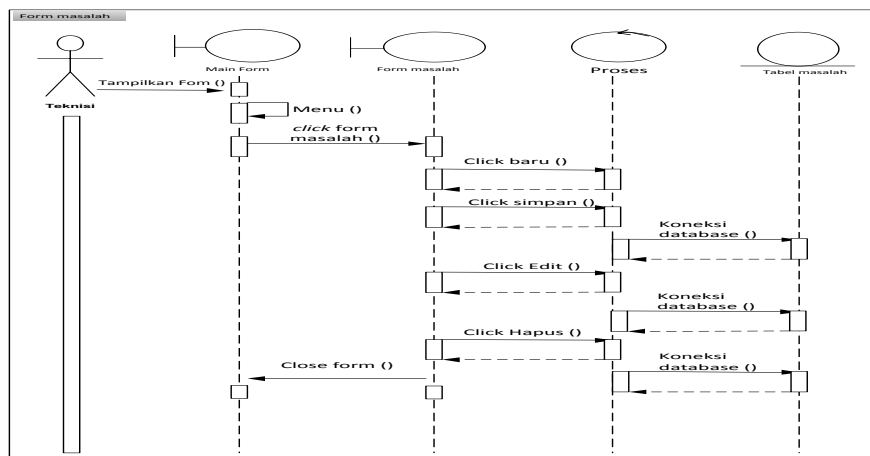 Form masalah
Main Form
Form masalah
Proses
Tabel masalah
Teknisi
Tampilkan Fom ()
Menu ()
click form
masalah ()
Click baru ()
Click simpan ()
Koneksi
database ()
Click Edit ()
Koneksi
database ()
Click Hapus ()
Close form ()
Koneksi
database ()